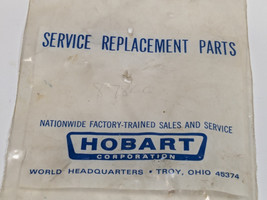 SERVICE REPLACEMENT PARTS
NATIONWIDE FACTORY-TRAINED SALES AND SERVICE
HOBART
CORPORATION
WORLD HEADQUARTERS • TROY, OHIO 45374